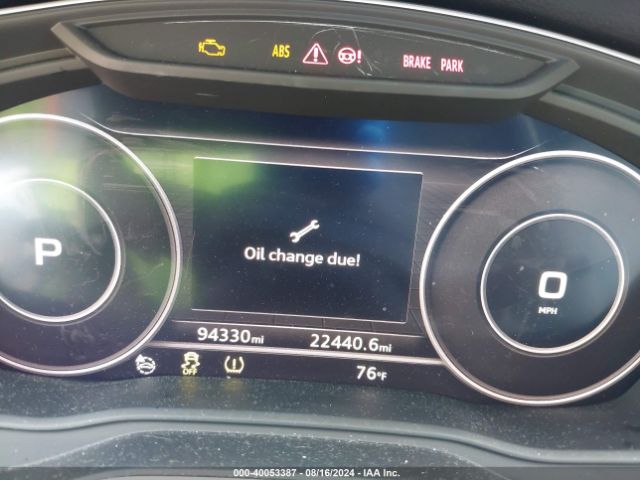 ABS
BRAKE PARK
P
Oil change due!
0
MPH
94330mi 22440.6mi
OFF
76°F
000-40053387 - 08/16/2024 - IAA Inc.